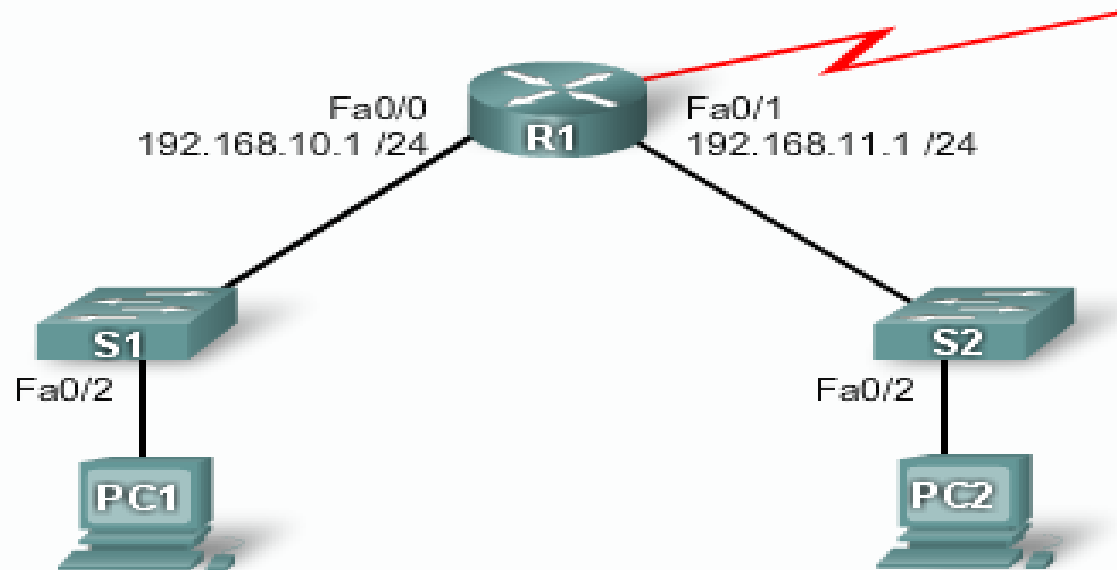 Fa0/0
192.168.10.1 /24
R1
Fa0/1
192.168.11.1 /24
S1
Fa0/2
S2
Fa0/2
PC1
PC2